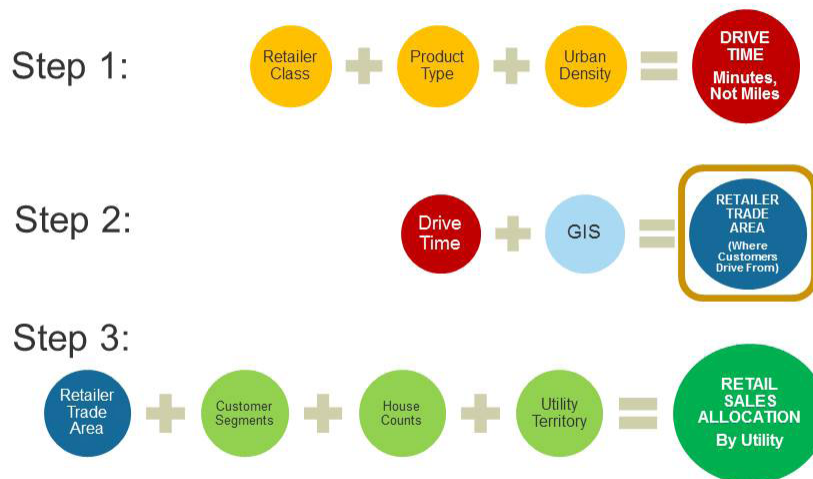 Step 1:
Retailer
Class
Product
Type
Urban
Density
DRIVE
TIME
Minutes,
Not Miles
Step 2:
Drive
Time
GIS
RETAILER
TRADE
AREA
(Where
Customers
Drive From)
Step 3:
Retailer
Trade
Area
Customer
Segments
House
Counts
Utility
Territory
RETAIL
SALES
ALLOCATION
By Utility